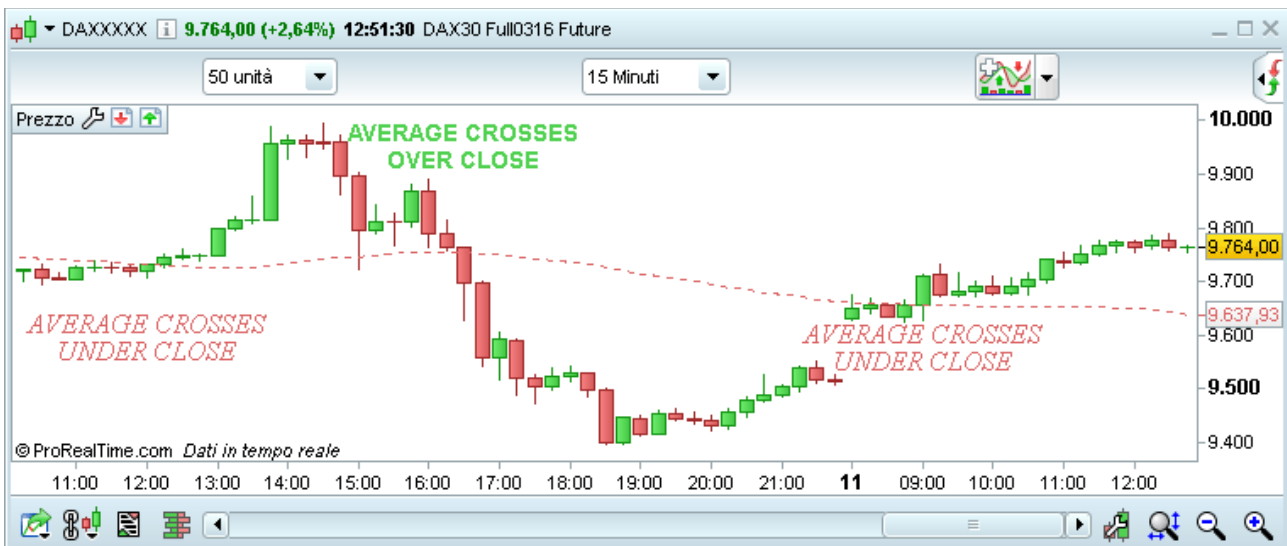 DAXXXXX 9.764,00 (+2,64%) 12:51:30 DAX30 Full0316 Future
50 unità 15 Minuti
Prezzo
AVERAGE CROSSES
OVER CLOSE
10.000
9.900
9.800
9.764,00
9.700
9.637,93
9.600
9.500
9.400
AVERAGE CROSSES
UNDER CLOSE
AVERAGE CROSSES
UNDER CLOSE
© ProRealTime.com Dati in tempo reale
11:00 12:00 13:00 14:00 15:00 16:00 17:00 18:00 19:00 20:00 21:00 11 09:00 10:00 11:00 12:00